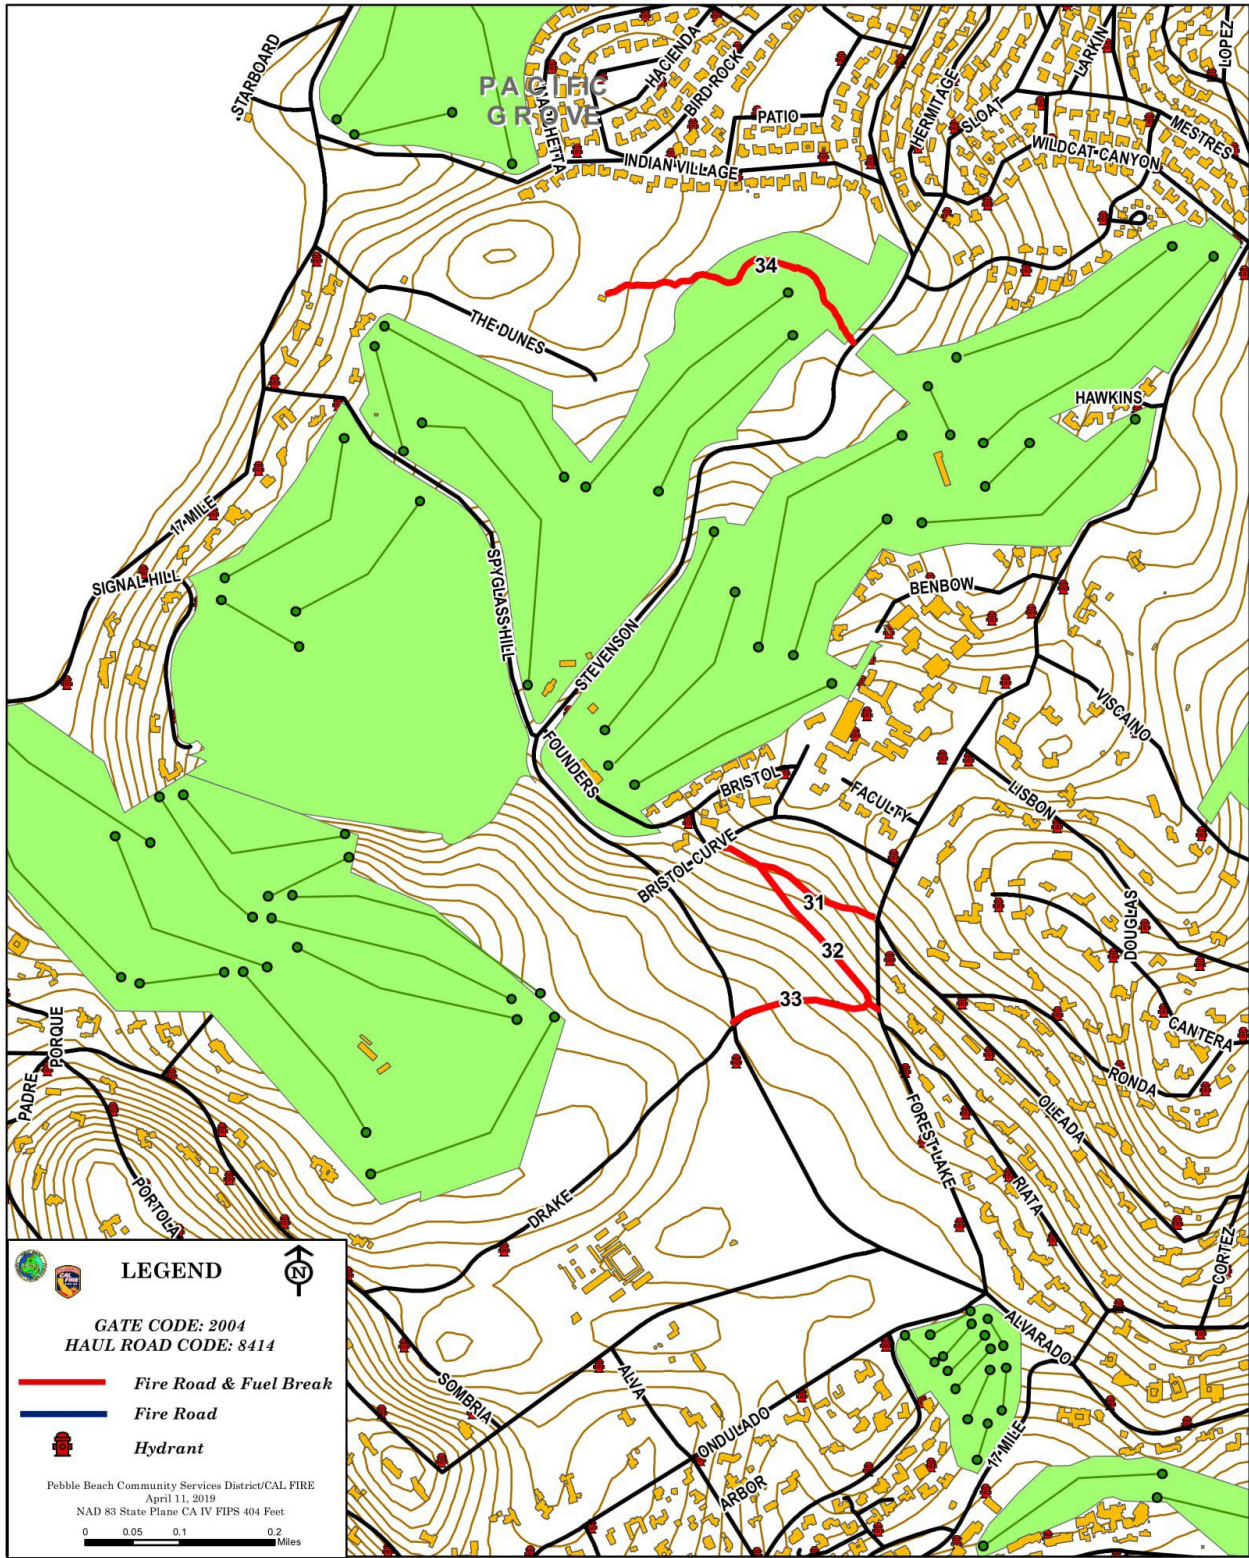 STARBOARD
PACIFIC
GROVE
HACIENDA
BIRD ROCK
PATIO
INDIAN VILLAGE
HERMITAGE
SLOAT
LARKIN
LOPEZ
MESTRES
WILDCAT CANYON
34
THE DUNES
HAWKINS
17 MILE
SIGNAL HILL
SPYGLASS HILL
STEVENSON
BENBOW
VISCAINO
FOUNDERS
BRISTOL
FACULTY
LISBON
BRISTOL CURVE
31
32
33
DOUGLAS
CANTERA
RONDA
OLEADA
PORQUE
PADRE
PORTOLA
FOREST LAKE
RIATA
DRAKE
CORTEZ
ALVARADO
SOMBRIA
ALVA
ONDULADO
ARBOR
17 MILE
LEGEND
N
GATE CODE: 2004
HAUL ROAD CODE: 8414
Fire Road & Fuel Break
Fire Road
Hydrant
Pebble Beach Community Services District/CAL FIRE
April 11, 2019
NAD 83 State Plane CA IV FIPS 404 Feet
0 0.05 0.1 0.2
Miles